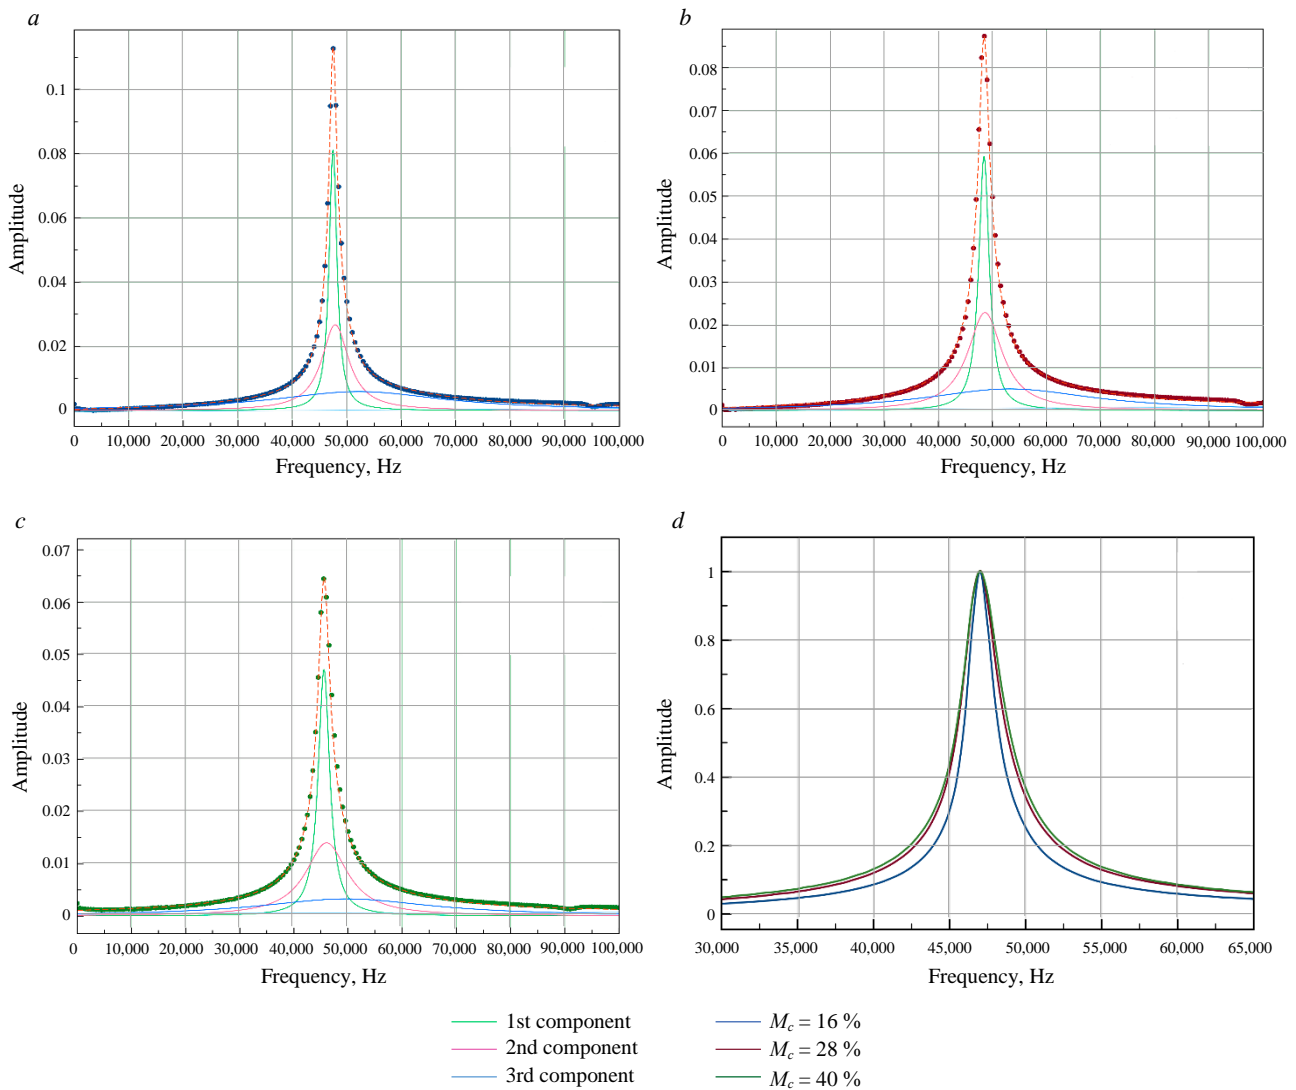 a
0.1
0.08
0.06
0.04
0.02
0
Amplitude
0 10,000 20,000 30,000 40,000 50,000 60,000 70,000 80,000 90,000 100,000
Frequency, Hz
b
0.08
0.07
0.06
0.05
0.04
0.03
0.02
0.01
0
Amplitude
0 10,000 20,000 30,000 40,000 50,000 60,000 70,000 80,000 90,000 100,000
Frequency, Hz
c
0.07
0.06
0.05
0.04
0.03
0.02
0.01
0
Amplitude
0 10,000 20,000 30,000 40,000 50,000 60,000 70,000 80,000 90,000 100,000
Frequency, Hz
d
1
0.8
0.6
0.4
0.2
0
Amplitude
30,000 35,000 40,000 45,000 50,000 55,000 60,000 65,000
Frequency, Hz
1st component
2nd component
3rd component
Mc = 16 %
Mc = 28 %
Mc = 40 %